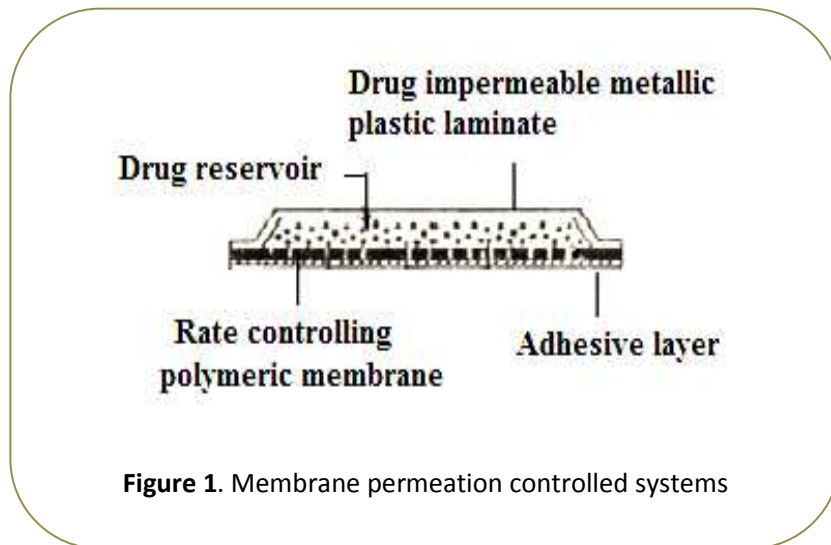 Drug impermeable metallic
plastic laminate
Drug reservoir
Rate controlling
polymeric membrane
Adhesive layer
Figure 1. Membrane permeation controlled systems